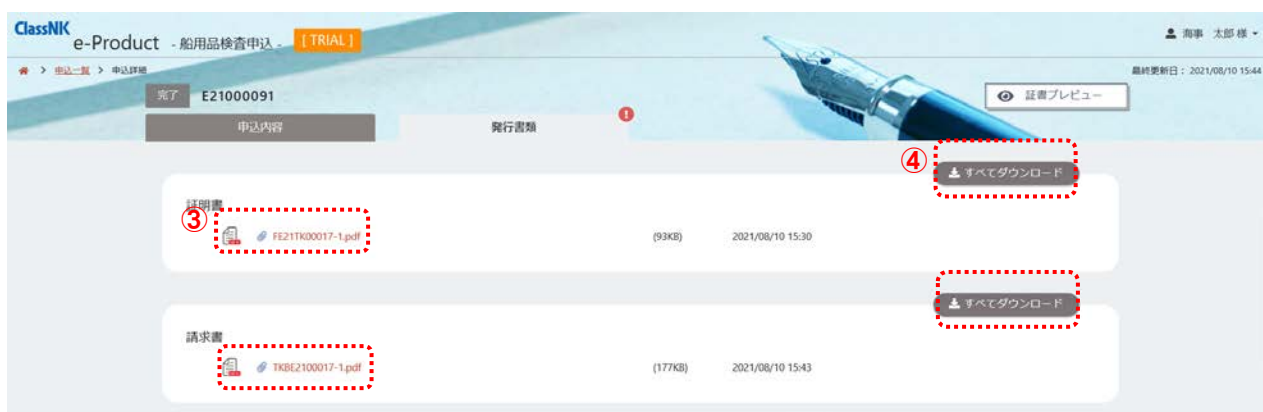 ClassNK
e-Product - 船用品検査申込 - [ TRIAL ]
海事 太郎 様
> 申込一覧 > 申込詳細
最終更新日： 2021/08/10 15:44
完了 E21000091
証書プレビュー
申込内容
発行書類
!
④
すべてダウンロード
証明書
③
FE21TK00017-1.pdf (93KB) 2021/08/10 15:30
すべてダウンロード
請求書
TKBE2100017-1.pdf (177KB) 2021/08/10 15:43